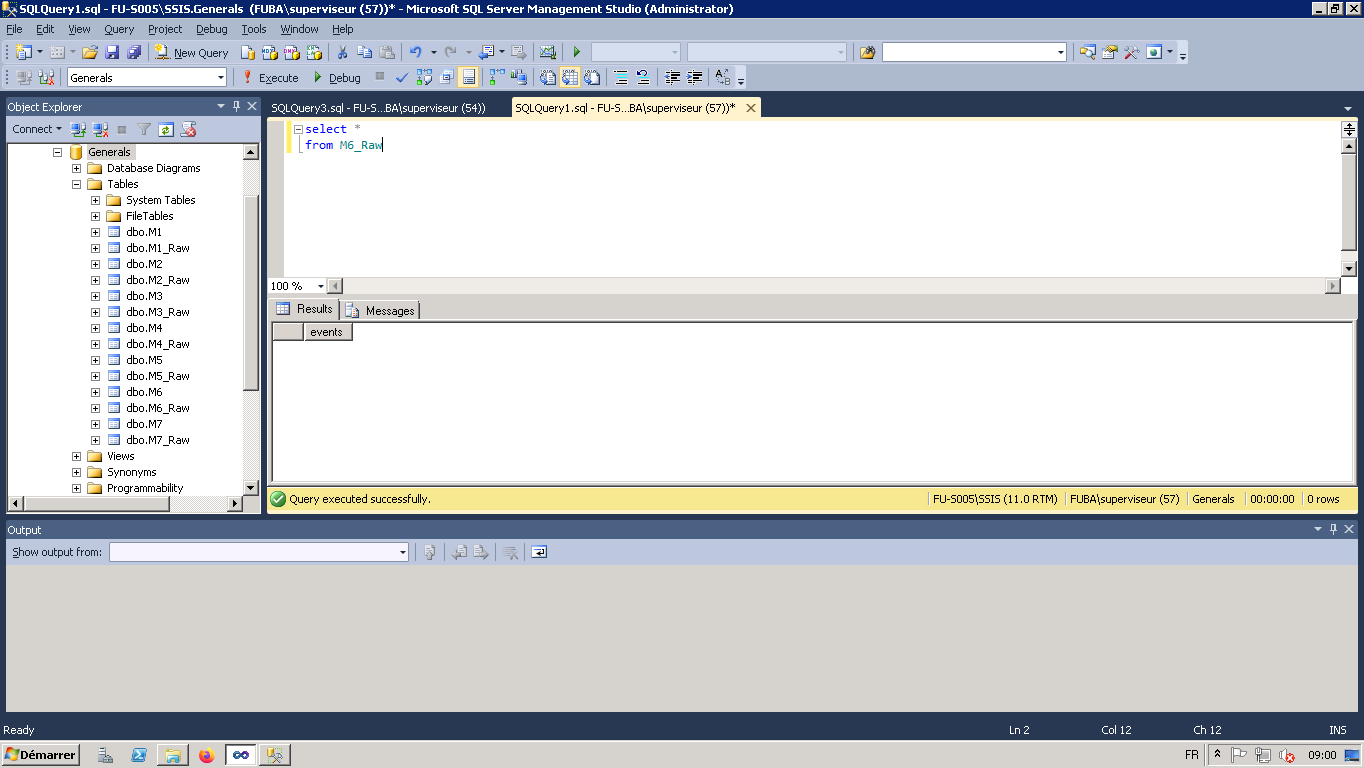 SQLQuery1.sql - FU-S005\SSIS.Generals (FUBA\superviseur (57))* - Microsoft SQL Server Management Studio (Administrator)
File Edit View Query Project Debug Tools Window Help
New Query
Generals Execute Debug
Object Explorer
SQLQuery3.sql - FU-S...BA\superviseur (54)) SQLQuery1.sql - FU-S...BA\superviseur (57))*
Connect
Generals
Database Diagrams
Tables
System Tables
FileTables
dbo.M1
dbo.M1_Raw
dbo.M2
dbo.M2_Raw
dbo.M3
dbo.M3_Raw
dbo.M4
dbo.M4_Raw
dbo.M5
dbo.M5_Raw
dbo.M6
dbo.M6_Raw
dbo.M7
dbo.M7_Raw
Views
Synonyms
Programmability
select *
from M6_Raw
100 %
Results Messages
events
Query executed successfully. FU-S005\SSIS (11.0 RTM) FUBA\superviseur (57) Generals 00:00:00 0 rows
Output
Show output from:
Ready Ln 2 Col 12 Ch 12 INS
Démarrer FR 09:00